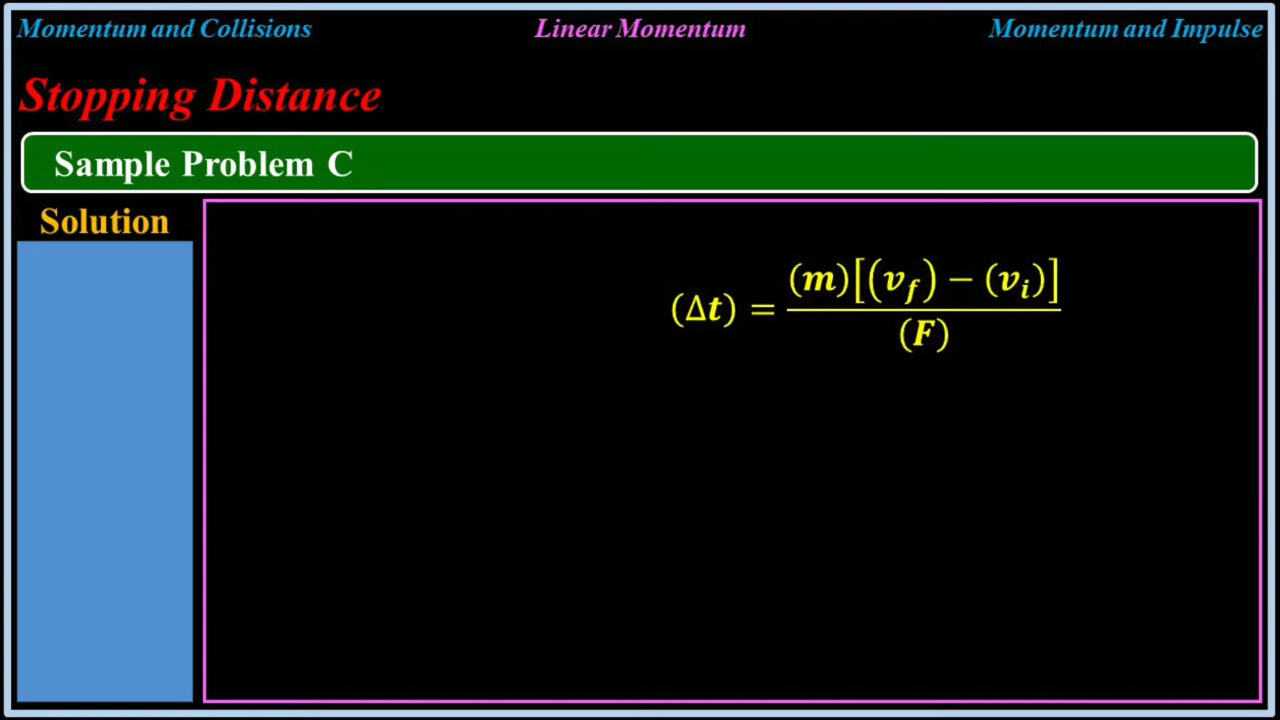 Momentum and Collisions
Linear Momentum
Momentum and Impulse
Stopping Distance
Sample Problem C
Solution
(Δt) = (m)[(v_f) − (v_i)] / (F)